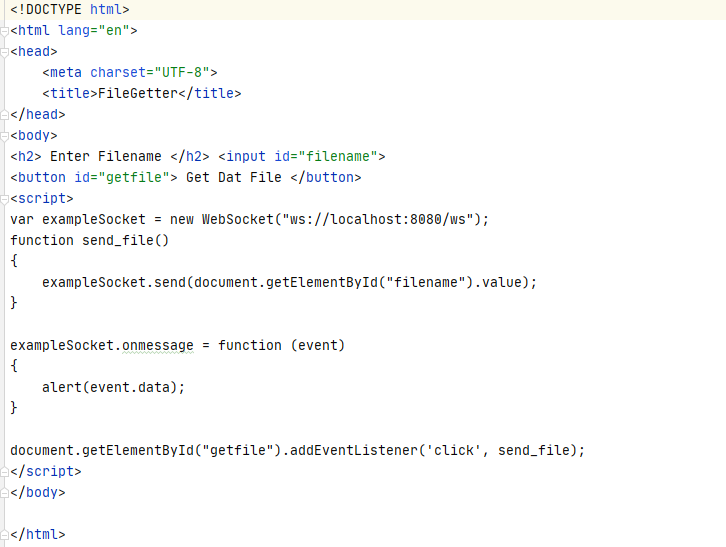 <!DOCTYPE html>
<html lang="en">
<head>
    <meta charset="UTF-8">
    <title>FileGetter</title>
</head>
<body>
<h2> Enter Filename </h2> <input id="filename">
<button id="getfile"> Get Dat File </button>
<script>
var exampleSocket = new WebSocket("ws://localhost:8080/ws");
function send_file()
{
    exampleSocket.send(document.getElementById("filename").value);
}

exampleSocket.onmessage = function (event)
{
    alert(event.data);
}

document.getElementById("getfile").addEventListener('click', send_file);
</script>
</body>

</html>